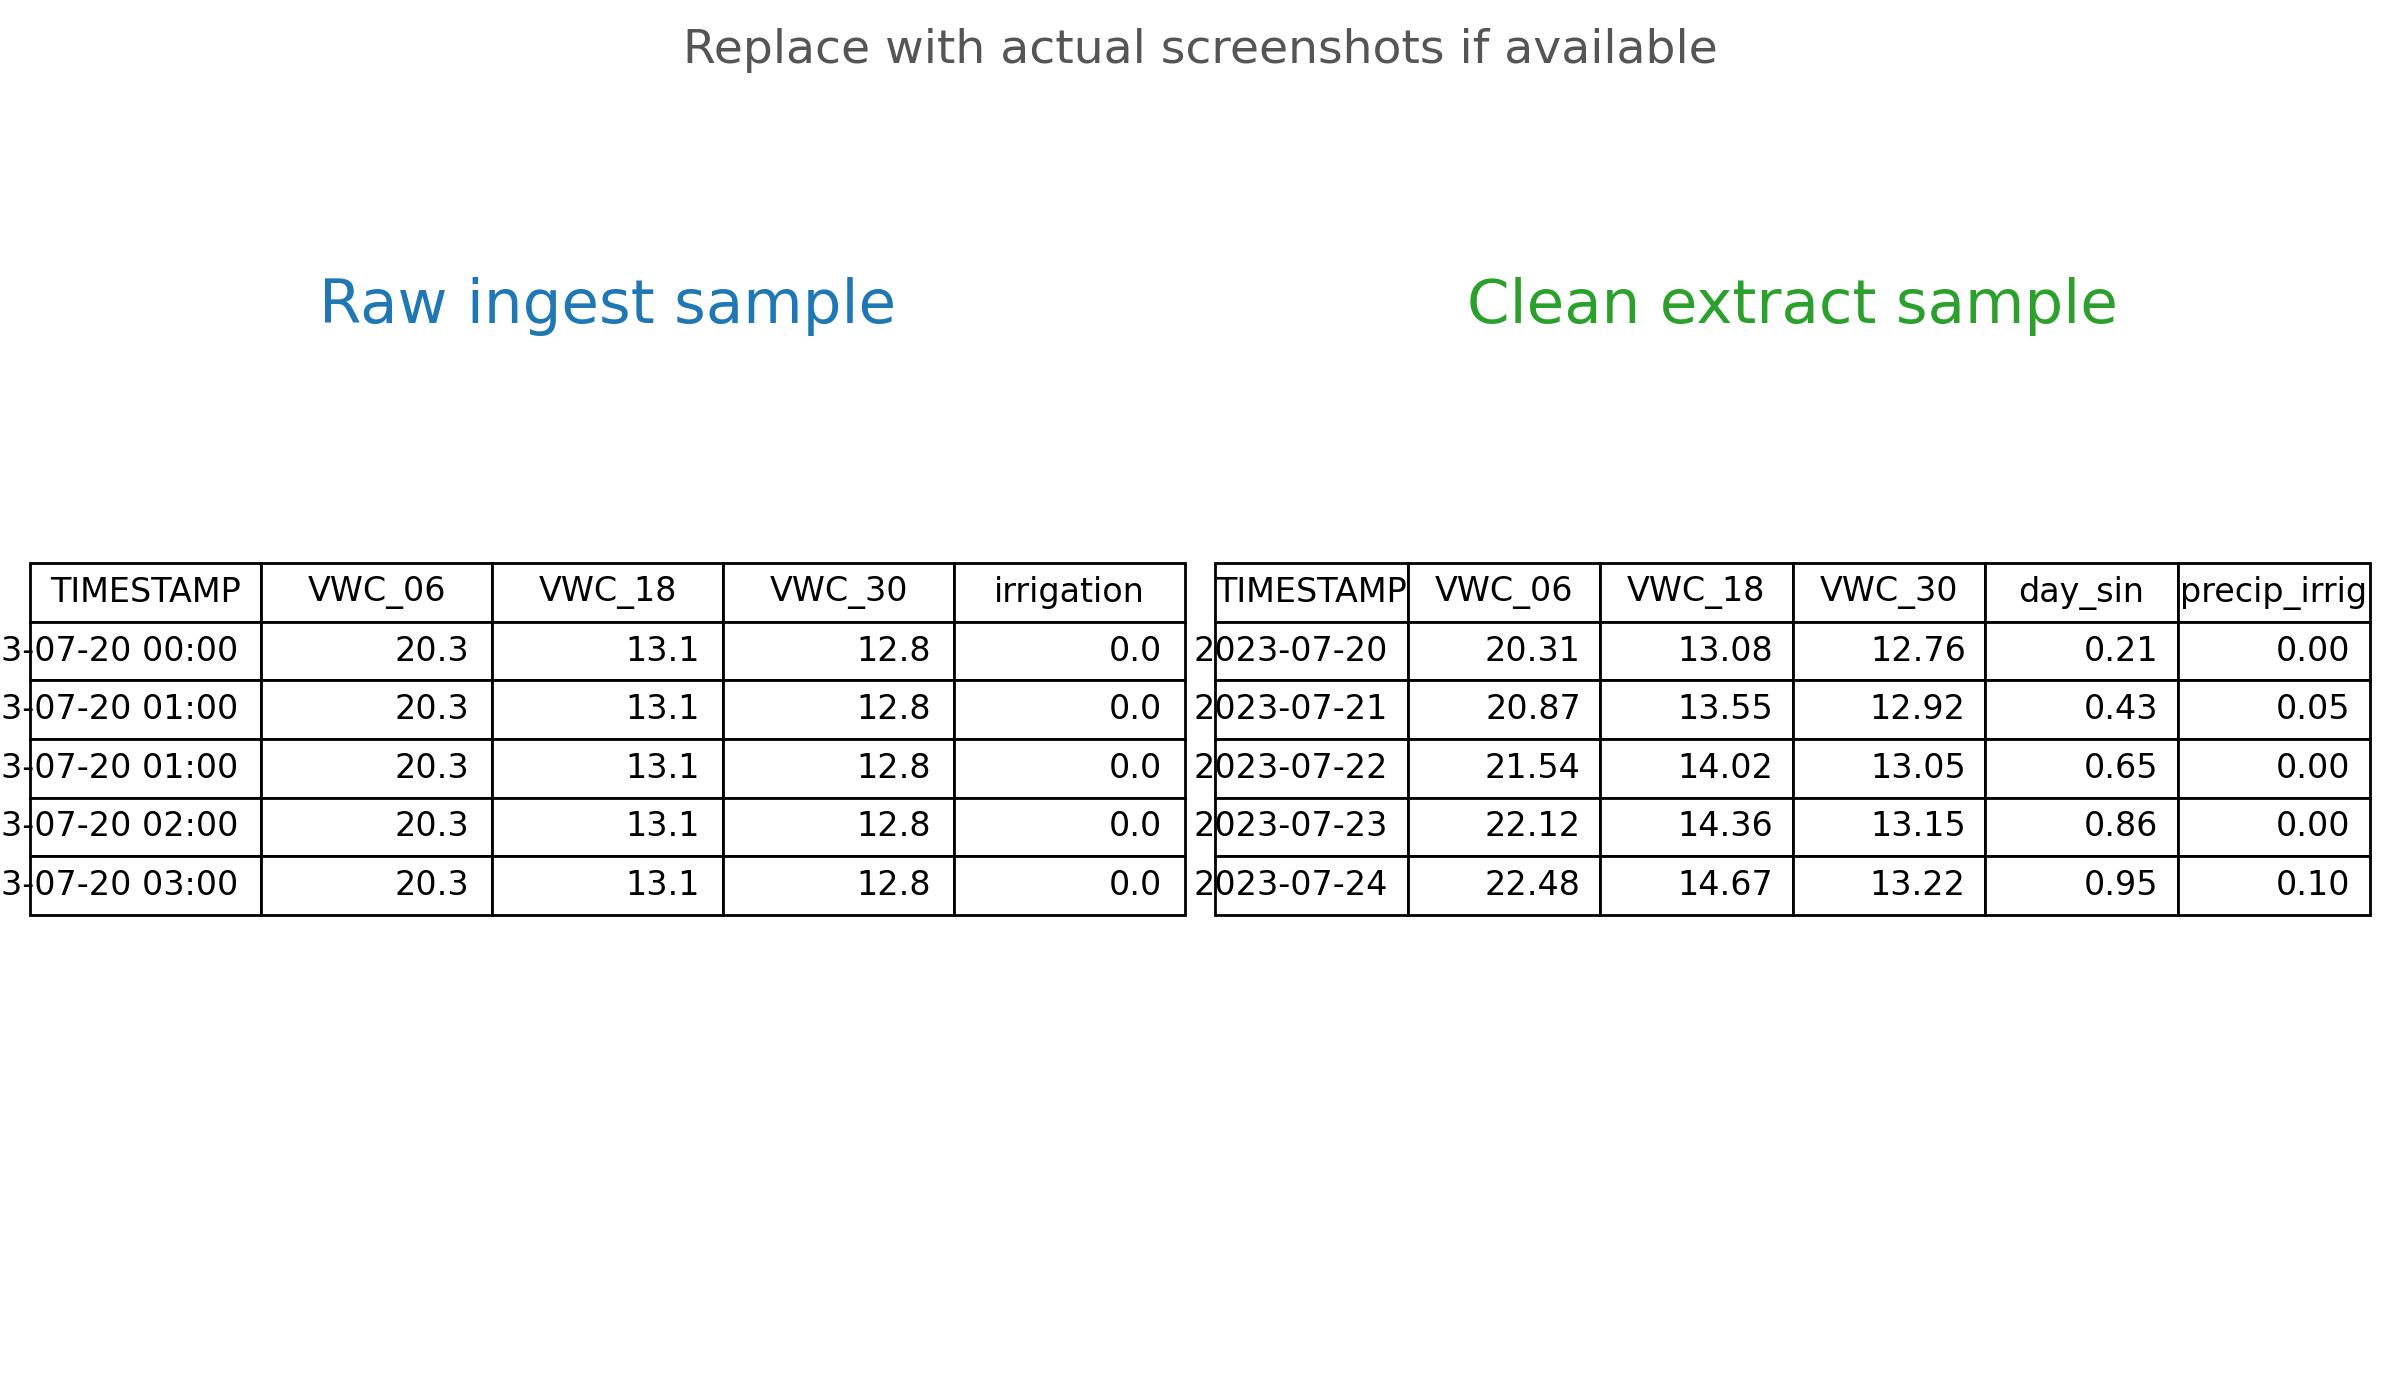 Replace with actual screenshots if available
Raw ingest sample
Clean extract sample
TIMESTAMP VWC_06 VWC_18 VWC_30 irrigation
3-07-20 00:00 20.3 13.1 12.8 0.0
3-07-20 01:00 20.3 13.1 12.8 0.0
3-07-20 01:00 20.3 13.1 12.8 0.0
3-07-20 02:00 20.3 13.1 12.8 0.0
3-07-20 03:00 20.3 13.1 12.8 0.0
TIMESTAMP VWC_06 VWC_18 VWC_30 day_sin precip_irrig
2023-07-20 20.31 13.08 12.76 0.21 0.00
2023-07-21 20.87 13.55 12.92 0.43 0.05
2023-07-22 21.54 14.02 13.05 0.65 0.00
2023-07-23 22.12 14.36 13.15 0.86 0.00
2023-07-24 22.48 14.67 13.22 0.95 0.10